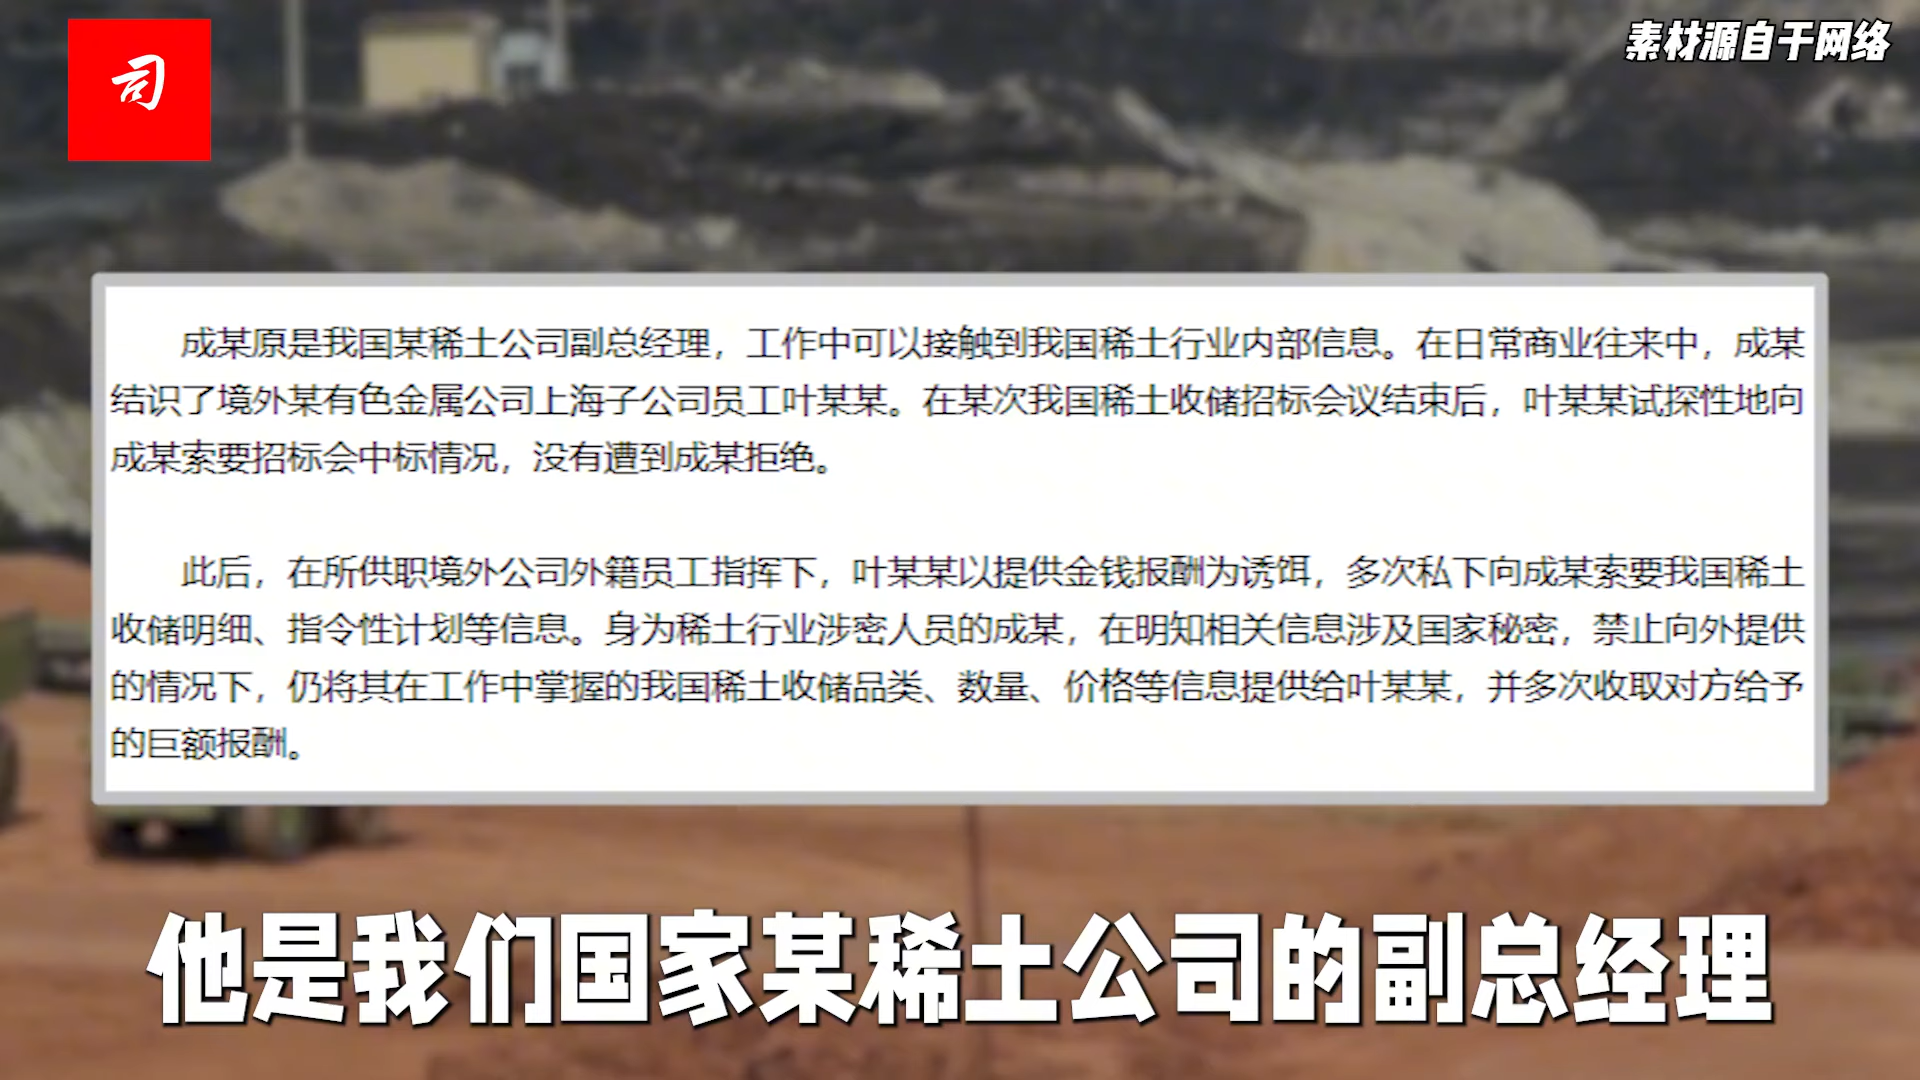 司
素材源自于网络
成某原是我国某稀土公司副总经理，工作中可以接触到我国稀土行业内部信息。在日常商业往来中，成某
结识了境外某有色金属公司上海子公司员工叶某某。在某次我国稀土收储招标会议结束后，叶某某试探性地向
成某索要招标会中标情况，没有遭到成某拒绝。
此后，在所供职境外公司外籍员工指挥下，叶某某以提供金钱报酬为诱饵，多次私下向成某索要我国稀土
收储明细、指令性计划等信息。身为稀土行业涉密人员的成某，在明知相关信息涉及国家秘密，禁止向外提供
的情况下，仍将其在工作中掌握的我国稀土收储品类、数量、价格等信息提供给叶某某，并多次收取对方给予
的巨额报酬。
他是我们国家某稀土公司的副总经理